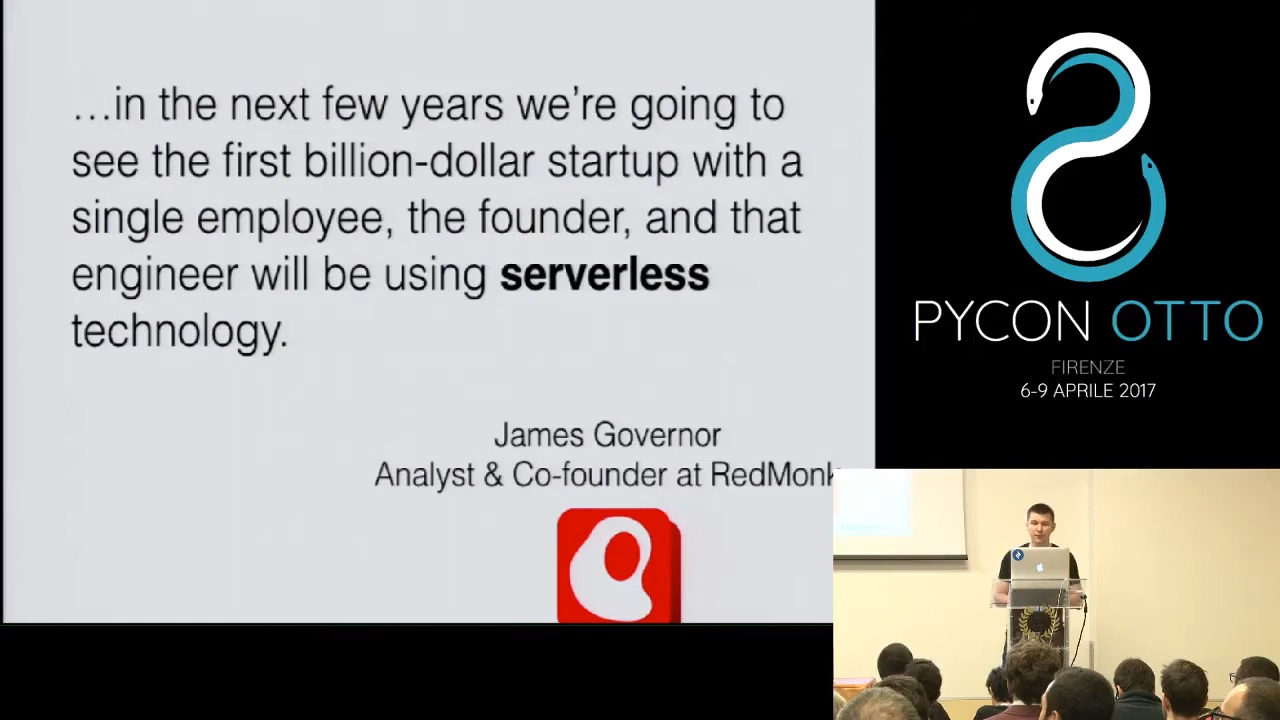 …in the next few years we’re going to
see the first billion-dollar startup with a
single employee, the founder, and that
engineer will be using serverless
technology.
James Governor
Analyst & Co-founder at RedMonk
PYCON OTTO
FIRENZE
6-9 APRILE 2017